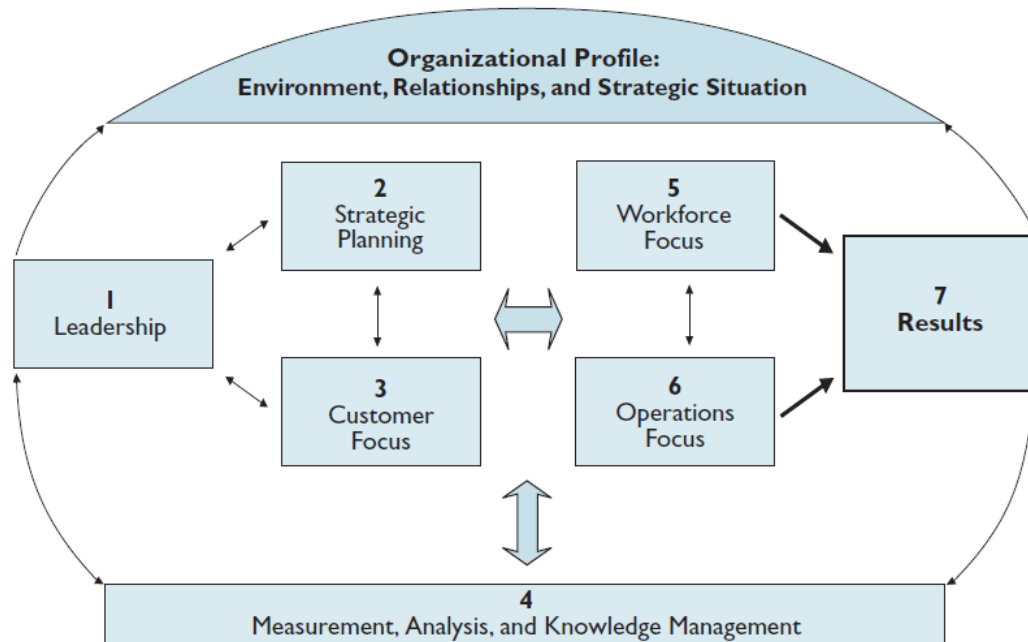 Organizational Profile:
Environment, Relationships, and Strategic Situation
2
Strategic
Planning
5
Workforce
Focus
1
Leadership
7
Results
3
Customer
Focus
6
Operations
Focus
4
Measurement, Analysis, and Knowledge Management